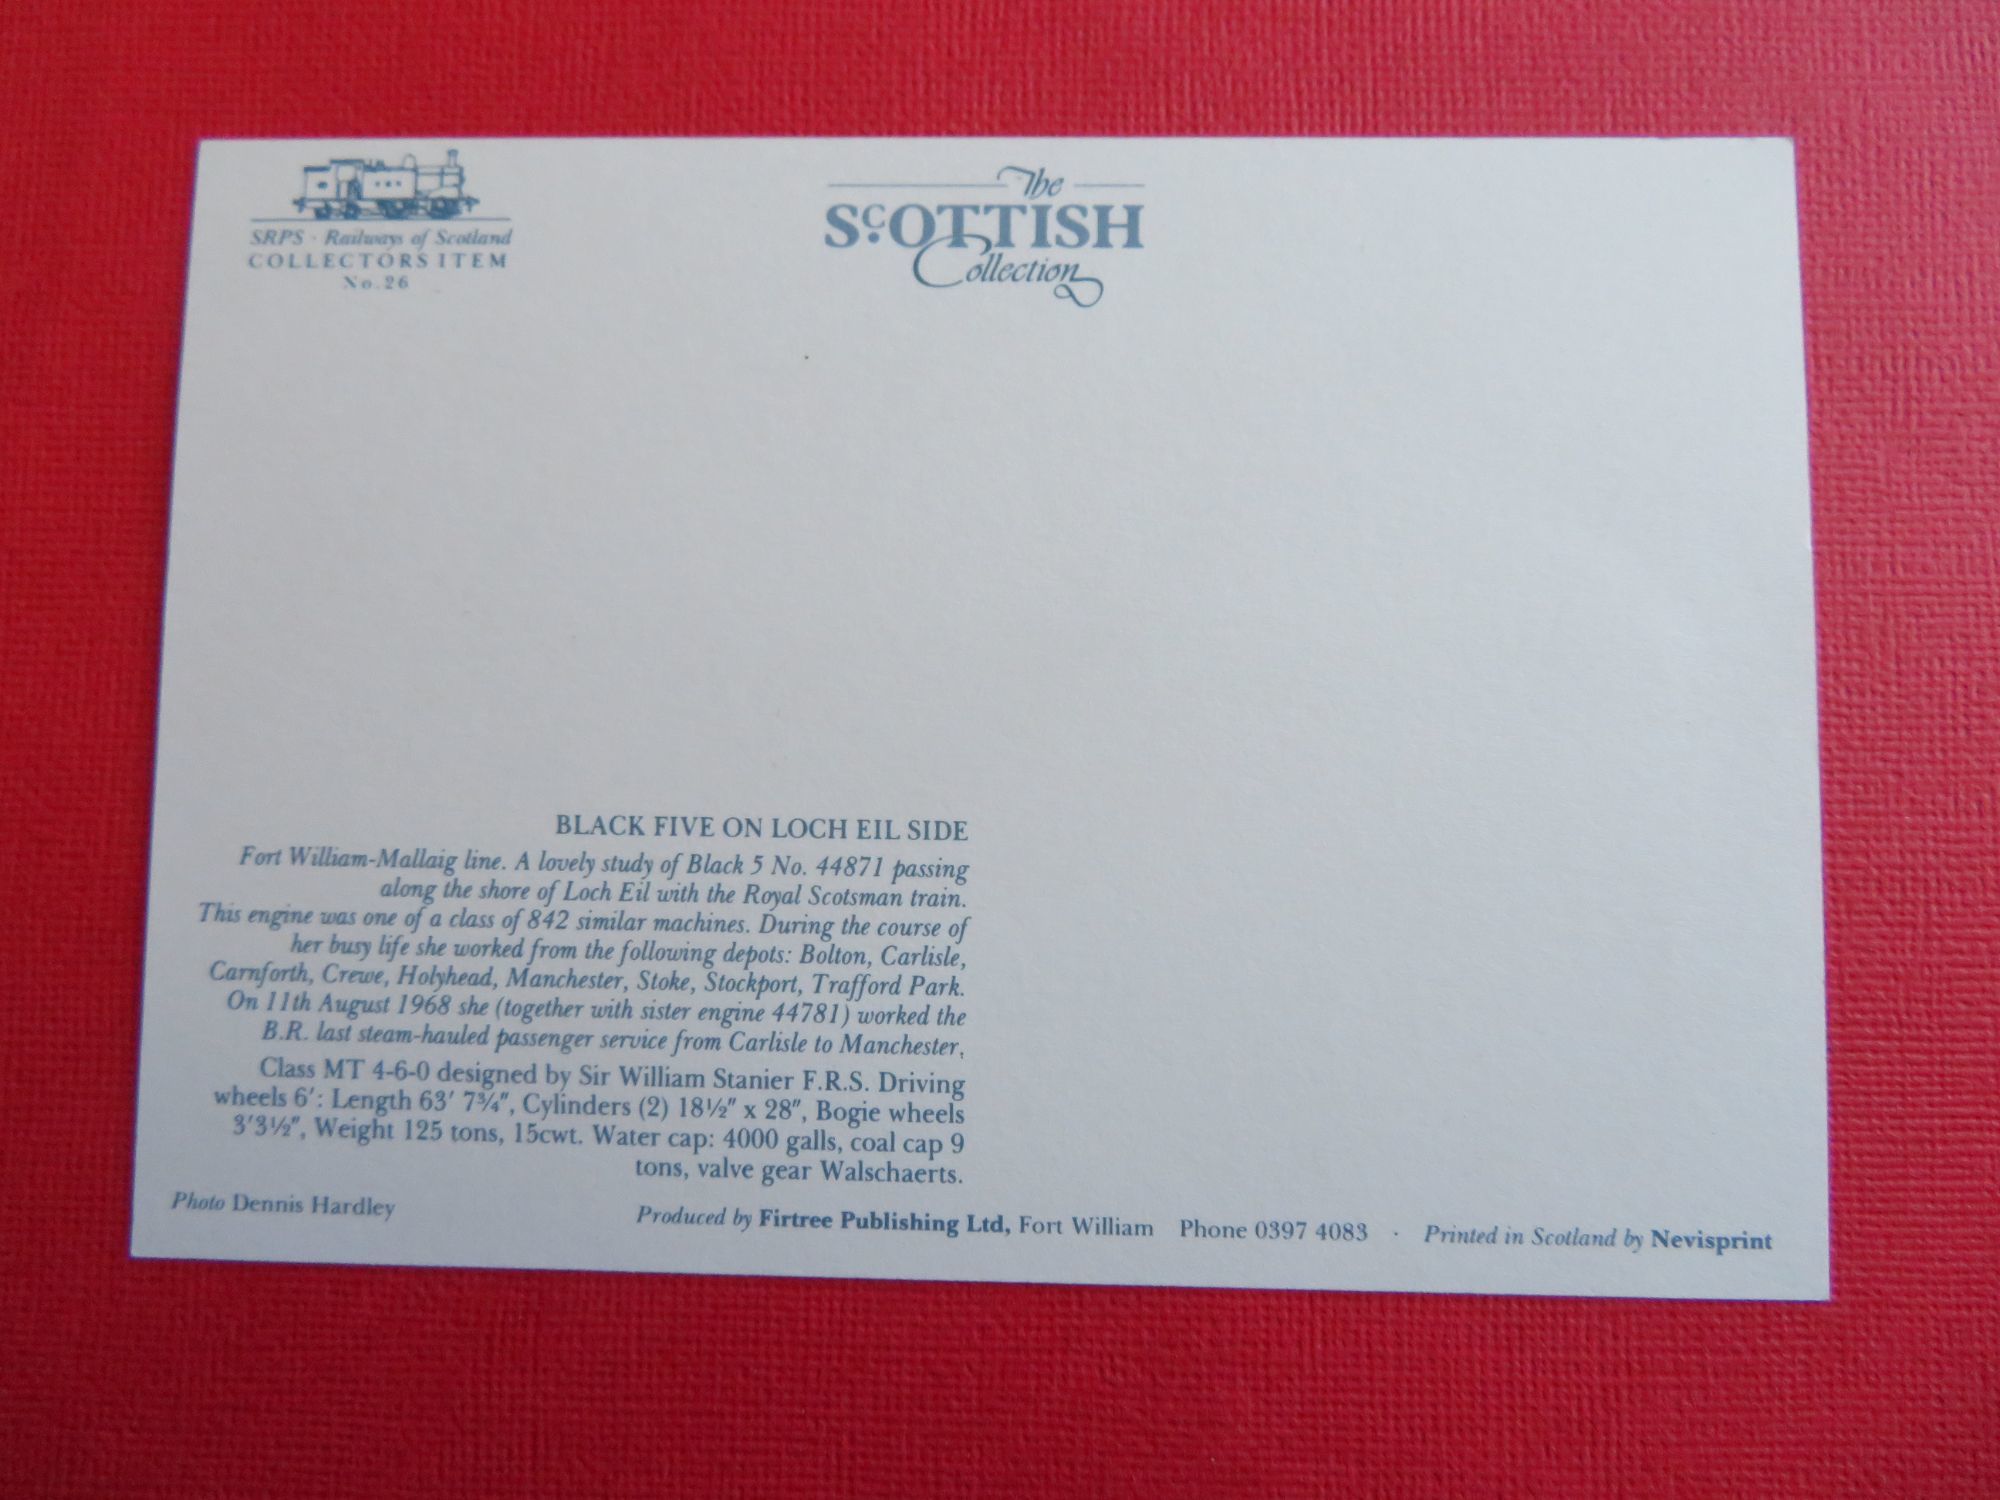 SRPS · Railways of Scotland
COLLECTORS ITEM
No. 26
The
ScOTTISH
Collection
BLACK FIVE ON LOCH EIL SIDE
Fort William-Mallaig line. A lovely study of Black 5 No. 44871 passing
along the shore of Loch Eil with the Royal Scotsman train.
This engine was one of a class of 842 similar machines. During the course of
her busy life she worked from the following depots: Bolton, Carlisle,
Carnforth, Crewe, Holyhead, Manchester, Stoke, Stockport, Trafford Park.
On 11th August 1968 she (together with sister engine 44781) worked the
B.R. last steam-hauled passenger service from Carlisle to Manchester,
Class MT 4-6-0 designed by Sir William Stanier F.R.S. Driving
wheels 6′: Length 63′ 7¾″, Cylinders (2) 18½″ x 28″, Bogie wheels
3′3½″, Weight 125 tons, 15cwt. Water cap: 4000 galls, coal cap 9
tons, valve gear Walschaerts.
Photo Dennis Hardley
Produced by Firtree Publishing Ltd, Fort William Phone 0397 4083 · Printed in Scotland by Nevisprint